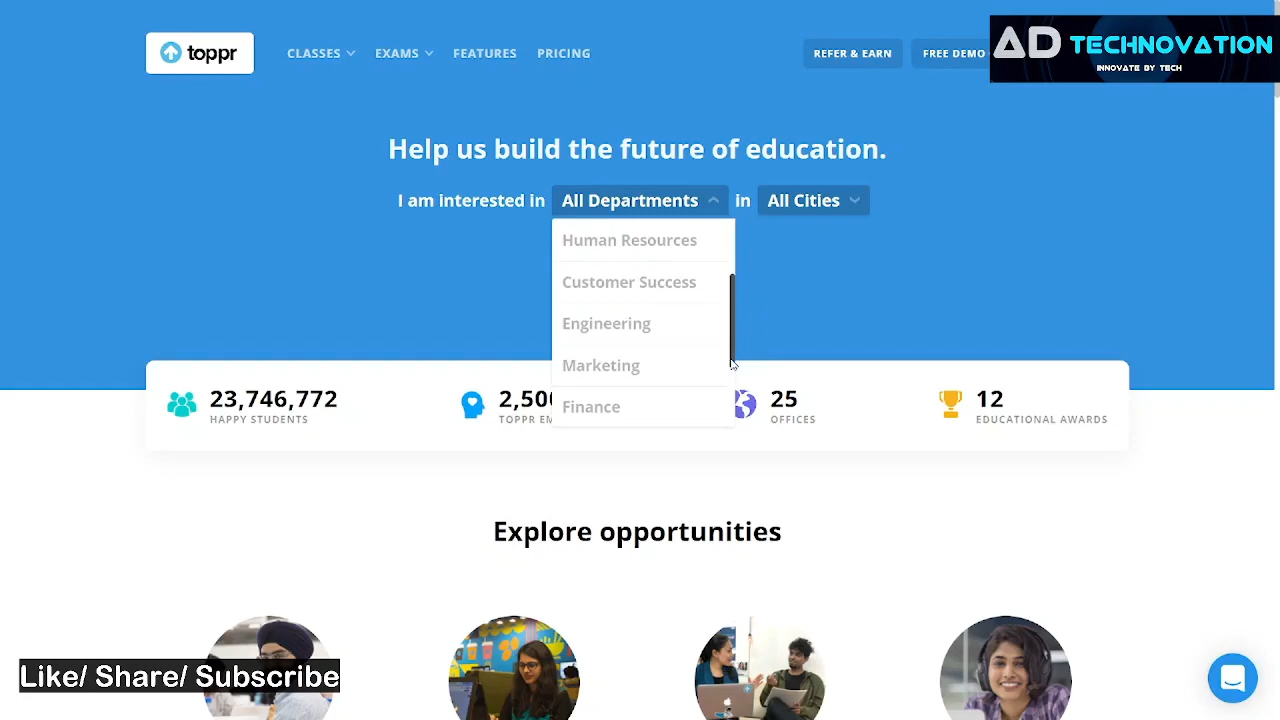 toppr
CLASSES
EXAMS
FEATURES
PRICING
REFER & EARN
FREE DEMO
AD TECHNOVATION
INNOVATE BY TECH
Help us build the future of education.
I am interested in All Departments in All Cities
Human Resources
Customer Success
Engineering
Marketing
Finance
23,746,772
HAPPY STUDENTS
2,50
TOPPR EM
25
OFFICES
12
EDUCATIONAL AWARDS
Explore opportunities
Like/ Share/ Subscribe